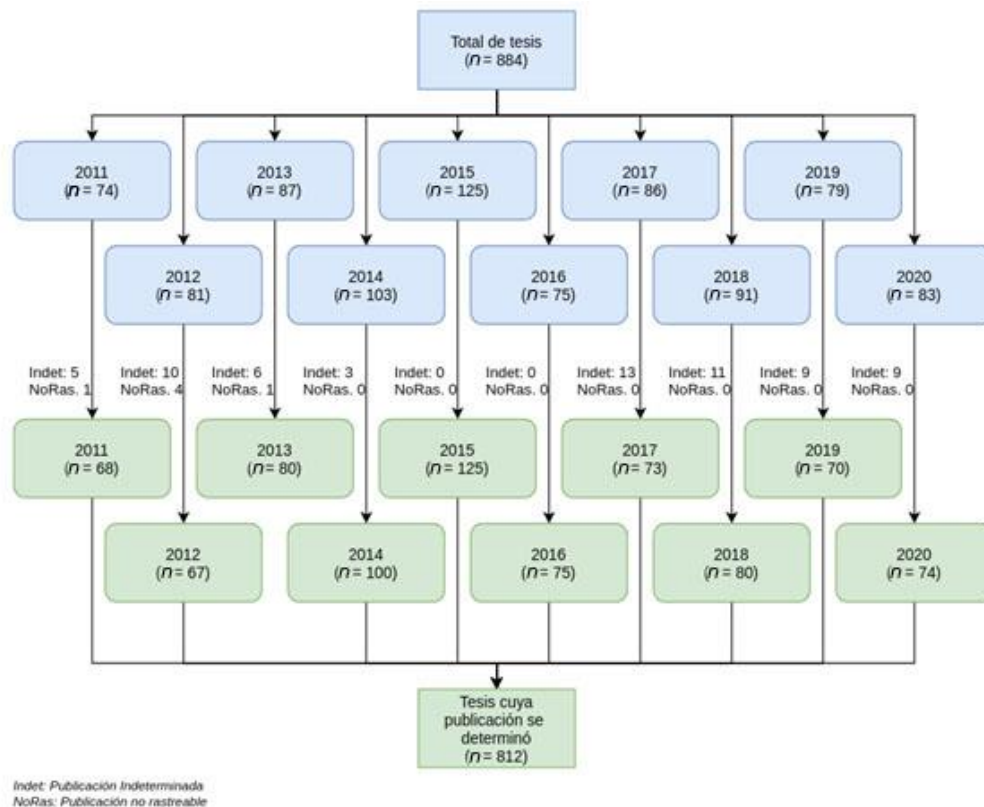 Total de tesis
(n = 884)
2011
(n = 74)
2013
(n = 87)
2015
(n = 125)
2017
(n = 86)
2019
(n = 79)
2012
(n = 81)
2014
(n = 103)
2016
(n = 75)
2018
(n = 91)
2020
(n = 83)
Indet: 5
NoRas. 1
Indet: 10
NoRas. 4
Indet: 6
NoRas. 1
Indet: 3
NoRas. 0
Indet: 0
NoRas. 0
Indet: 0
NoRas. 0
Indet: 13
NoRas. 0
Indet: 11
NoRas. 0
Indet: 9
NoRas. 0
Indet: 9
NoRas. 0
2011
(n = 68)
2013
(n = 80)
2015
(n = 125)
2017
(n = 73)
2019
(n = 70)
2012
(n = 67)
2014
(n = 100)
2016
(n = 75)
2018
(n = 80)
2020
(n = 74)
Tesis cuya
publicación se
determinó
(n = 812)
Indet: Publicación Indeterminada
NoRas: Publicación no rastreable